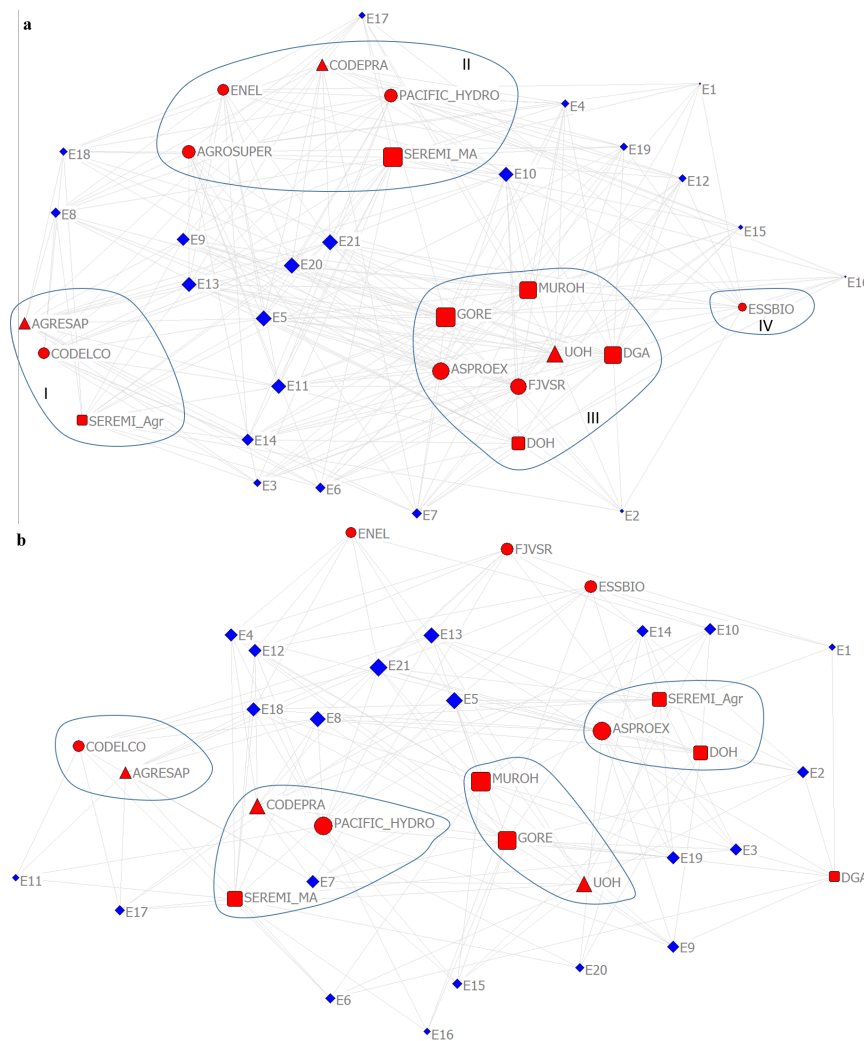 E17
a
CODEPRA
II
ENEL
PACIFIC_HYDRO
E1
E4
AGROSUPER
SEREMI_MA
E18
E19
E10
E12
E8
E15
E9
E21
E20
E13
E16
MUROH
GORE
ESSBIO
IV
AGRESAP
E5
CODELCO
UOH
DGA
ASPROEX
FJVSR
I
E11
SEREMI_Agr
III
E14
DOH
E3
E6
E7
E2
b
ENEL
FJVSR
ESSBIO
E4
E13
E14
E10
E12
E1
E21
E18
E5
SEREMI_Agr
E8
ASPROEX
CODELCO
DOH
AGRESAP
E2
MUROH
CODEPRA
PACIFIC_HYDRO
GORE
E3
E19
E11
E7
UOH
DGA
SEREMI_MA
E17
E9
E20
E15
E6
E16